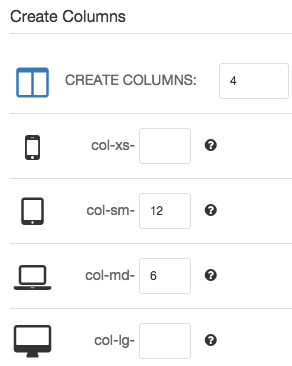 Create Columns
CREATE COLUMNS: 4
col-xs-
col-sm- 12
col-md- 6
col-lg-